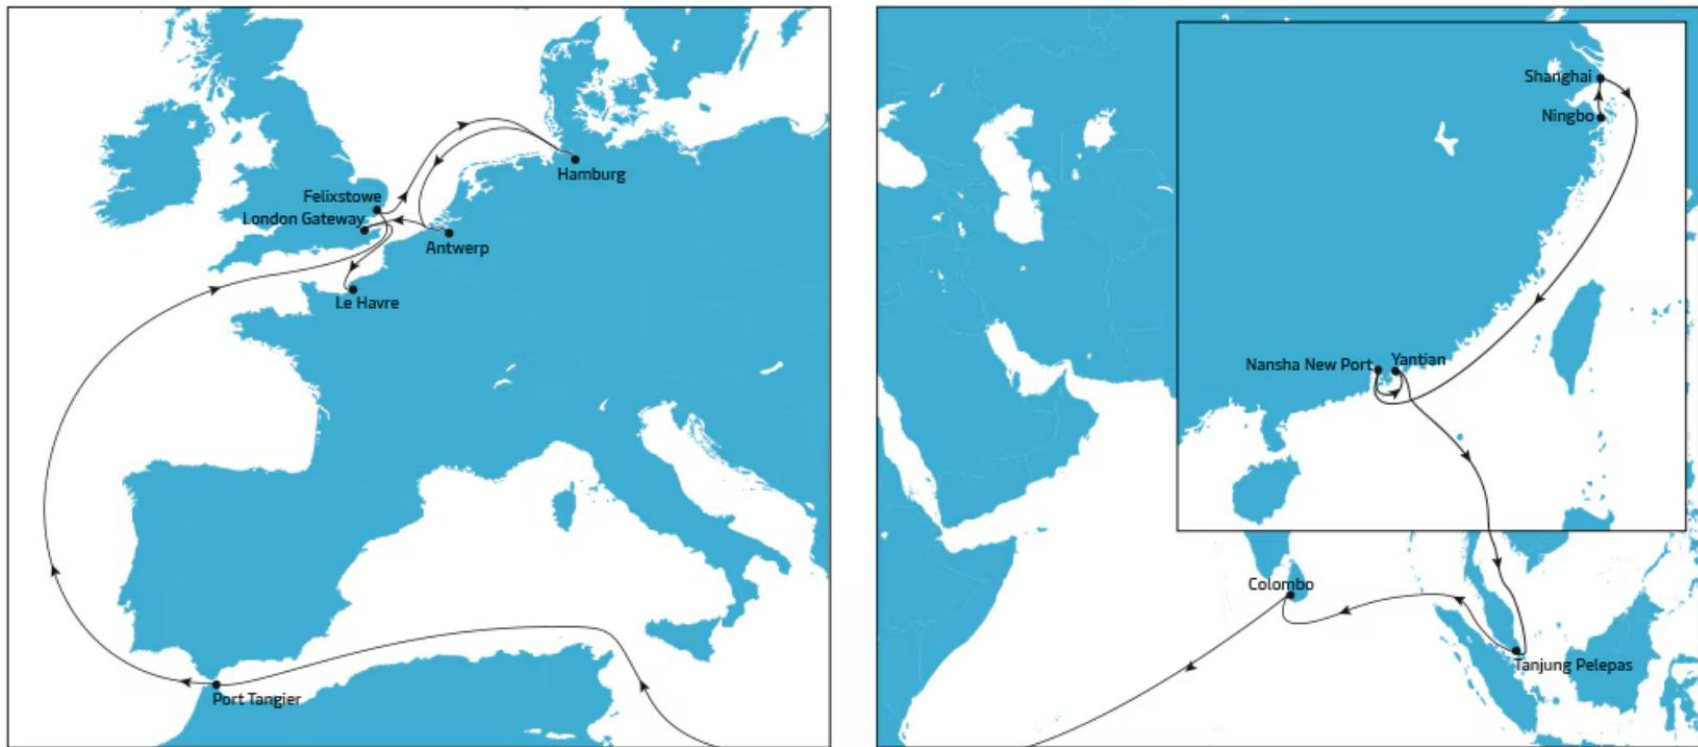 Felixstowe
London Gateway
Hamburg
Antwerp
Le Havre
Port Tangier
Shanghai
Ningbo
Nansha New Port
Yantian
Colombo
Tanjung Pelepas